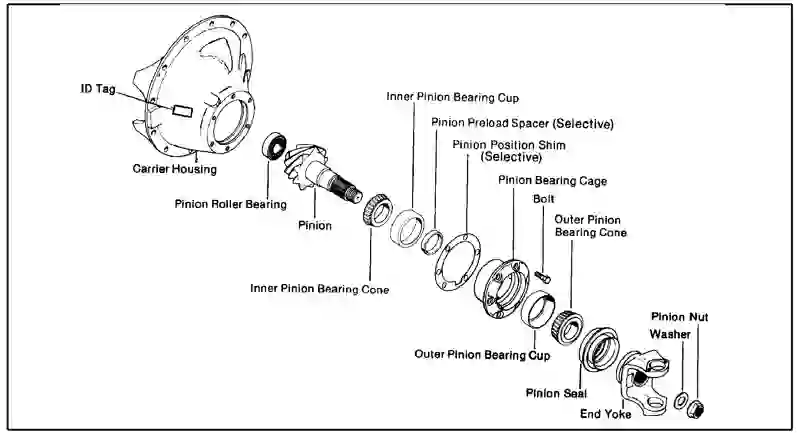 ID Tag
Inner Pinion Bearing Cup
Pinion Preload Spacer (Selective)
Pinion Position Shim
(Selective)
Carrier Housing
Pinion Bearing Cage
Bolt
Pinion Roller Bearing
Pinion
Outer Pinion
Bearing Cone
Inner Pinion Bearing Cone
Pinion Nut
Washer
Outer Pinion Bearing Cup
Pinion Seal
End Yoke